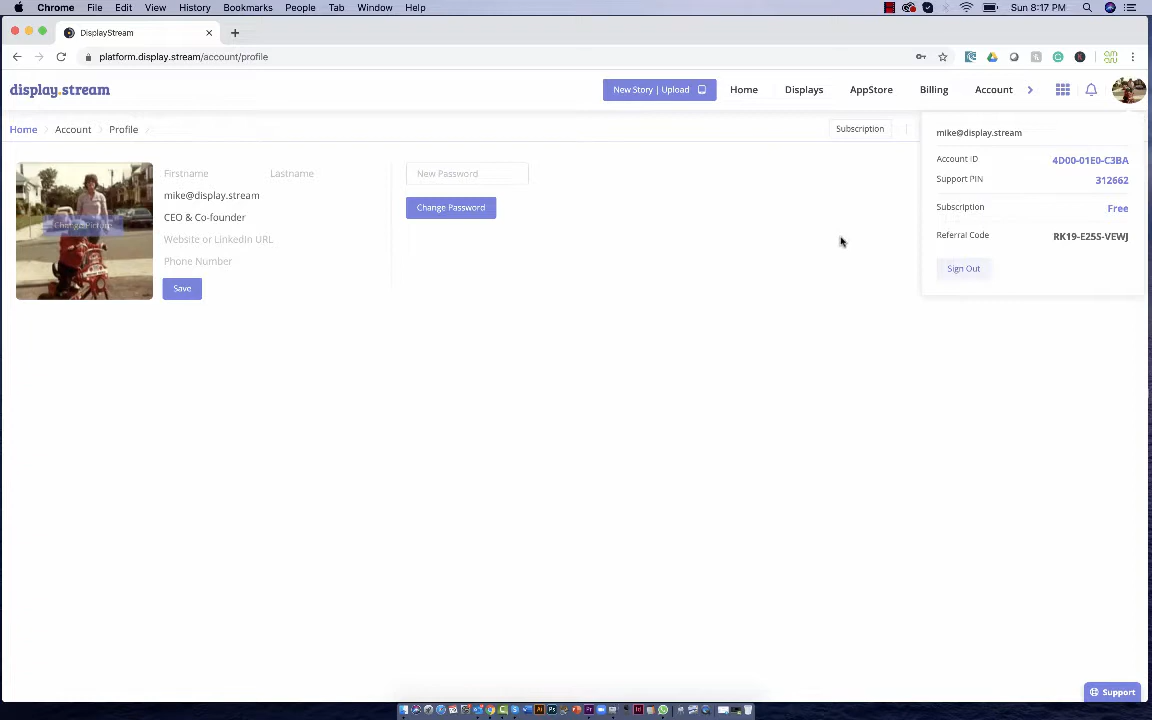 Chrome File Edit View History Bookmarks People Tab Window Help
Sun 8:17 PM
DisplayStream
platform.display.stream/account/profile
display.stream
New Story | Upload
Home Displays AppStore Billing Account
Home Account Profile
Subscription
Change Picture
Firstname Lastname
mike@display.stream
CEO & Co-founder
Website or LinkedIn URL
Phone Number
Save
New Password
Change Password
mike@display.stream
Account ID 4D00-01E0-C3BA
Support PIN 312662
Subscription Free
Referral Code RK19-E25S-VEWJ
Sign Out
Support